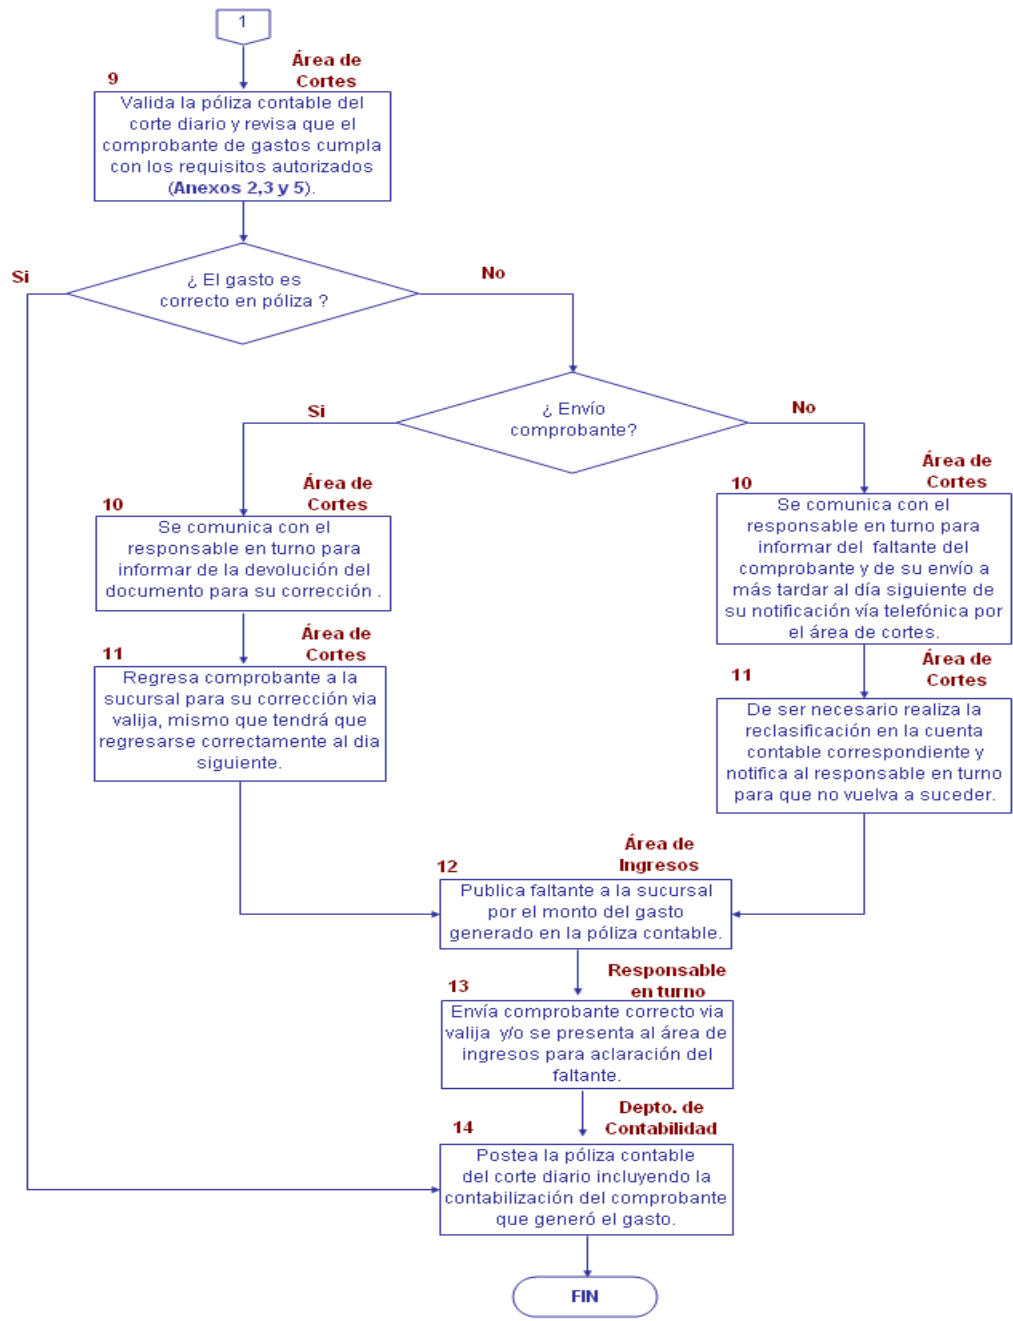 1
Área de
Cortes
9
Valida la póliza contable del
corte diario y revisa que el
comprobante de gastos cumpla
con los requisitos autorizados
(Anexos 2,3 y 5).
Si
¿ El gasto es
correcto en póliza ?
No
Si
¿ Envío
comprobante?
No
Área de
Cortes
10
Se comunica con el
responsable en turno para
informar de la devolución del
documento para su corrección .
Área de
Cortes
11
Regresa comprobante a la
sucursal para su corrección via
valija, mismo que tendrá que
regresarse correctamente al dia
siguiente.
Área de
Cortes
10
Se comunica con el
responsable en turno para
informar del faltante del
comprobante y de su envío a
más tardar al día siguiente de
su notificación vía telefónica por
el área de cortes.
Área de
Cortes
11
De ser necesario realiza la
reclasificación en la cuenta
contable correspondiente y
notifica al responsable en turno
para que no vuelva a suceder.
Área de
Ingresos
12
Publica faltante a la sucursal
por el monto del gasto
generado en la póliza contable.
Responsable
en turno
13
Envía comprobante correcto via
valija y/o se presenta al área de
ingresos para aclaración del
faltante.
Depto. de
Contabilidad
14
Postea la póliza contable
del corte diario incluyendo la
contabilización del comprobante
que generó el gasto.
FIN